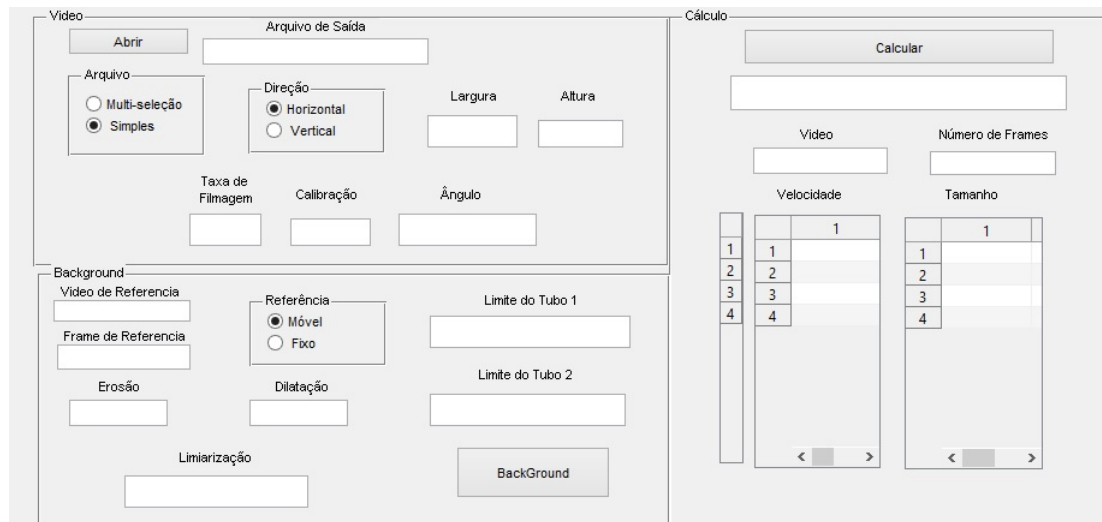 Video
Abrir
Arquivo de Saída
Arquivo
Multi-seleção
Simples
Direção
Horizontal
Vertical
Largura
Altura
Taxa de
Filmagem
Calibração
Ângulo
Background
Video de Referencia
Frame de Referencia
Referência
Móvel
Fixo
Limite do Tubo 1
Erosão
Dilatação
Limite do Tubo 2
Limiarização
BackGround
Cálculo
Calcular
Video
Número de Frames
Velocidade
Tamanho
1
2
3
4
1
1
2
3
4
1
1
2
3
4